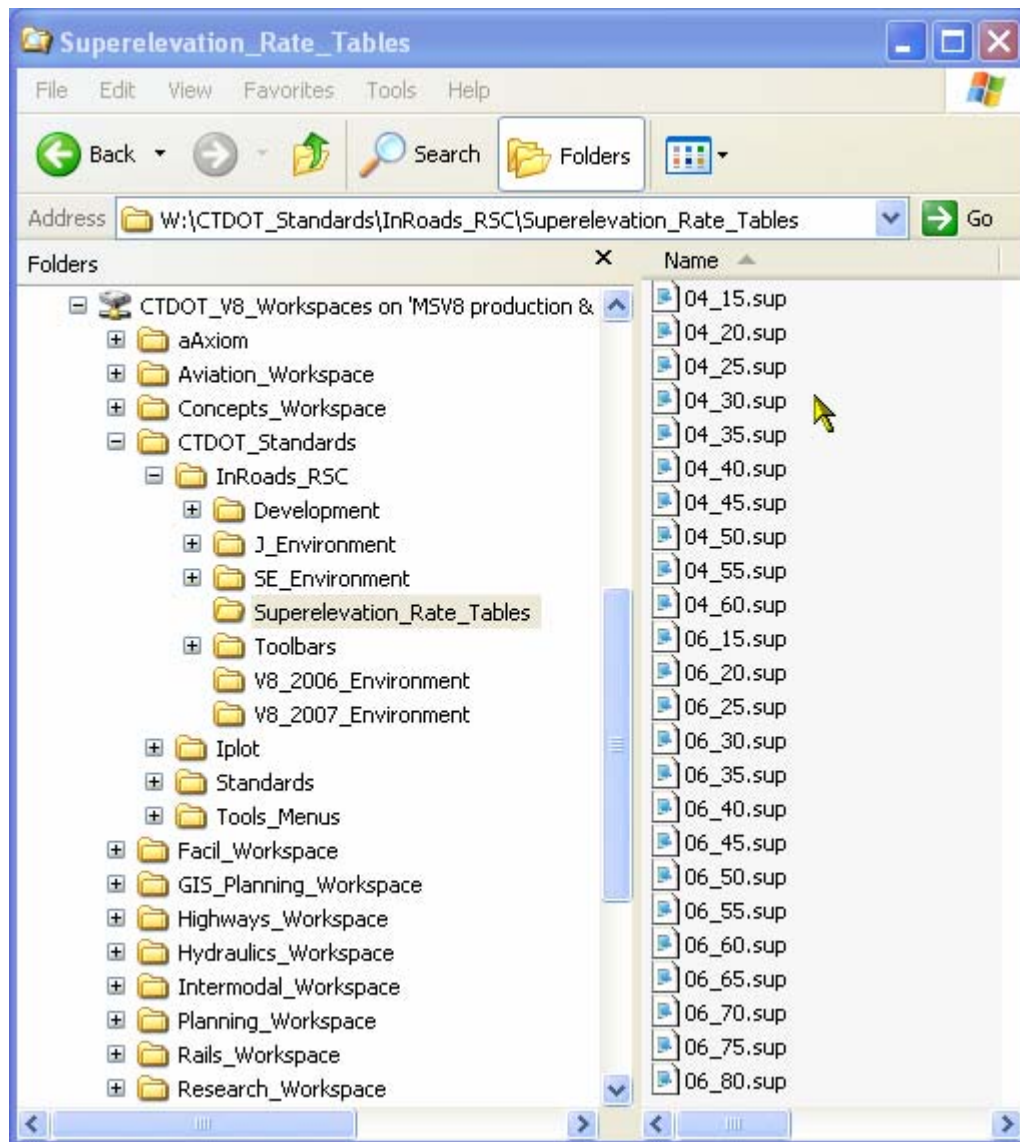 Superelevation_Rate_Tables
File Edit View Favorites Tools Help
Back Search Folders
Address W:\CTDOT_Standards\InRoads_RSC\Superelevation_Rate_Tables Go
Folders
CTDOT_V8_Workspaces on 'MSV8 production &
aAxiom
Aviation_Workspace
Concepts_Workspace
CTDOT_Standards
InRoads_RSC
Development
J_Environment
SE_Environment
Superelevation_Rate_Tables
Toolbars
V8_2006_Environment
V8_2007_Environment
Iplot
Standards
Tools_Menus
Facil_Workspace
GIS_Planning_Workspace
Highways_Workspace
Hydraulics_Workspace
Intermodal_Workspace
Planning_Workspace
Rails_Workspace
Research_Workspace
Name
04_15.sup
04_20.sup
04_25.sup
04_30.sup
04_35.sup
04_40.sup
04_45.sup
04_50.sup
04_55.sup
04_60.sup
06_15.sup
06_20.sup
06_25.sup
06_30.sup
06_35.sup
06_40.sup
06_45.sup
06_50.sup
06_55.sup
06_60.sup
06_65.sup
06_70.sup
06_75.sup
06_80.sup